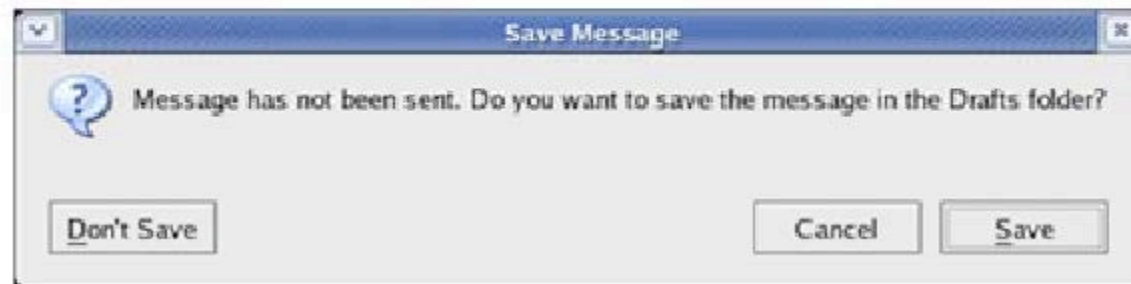 Save Message
Message has not been sent. Do you want to save the message in the Drafts folder?
Don't Save
Cancel
Save